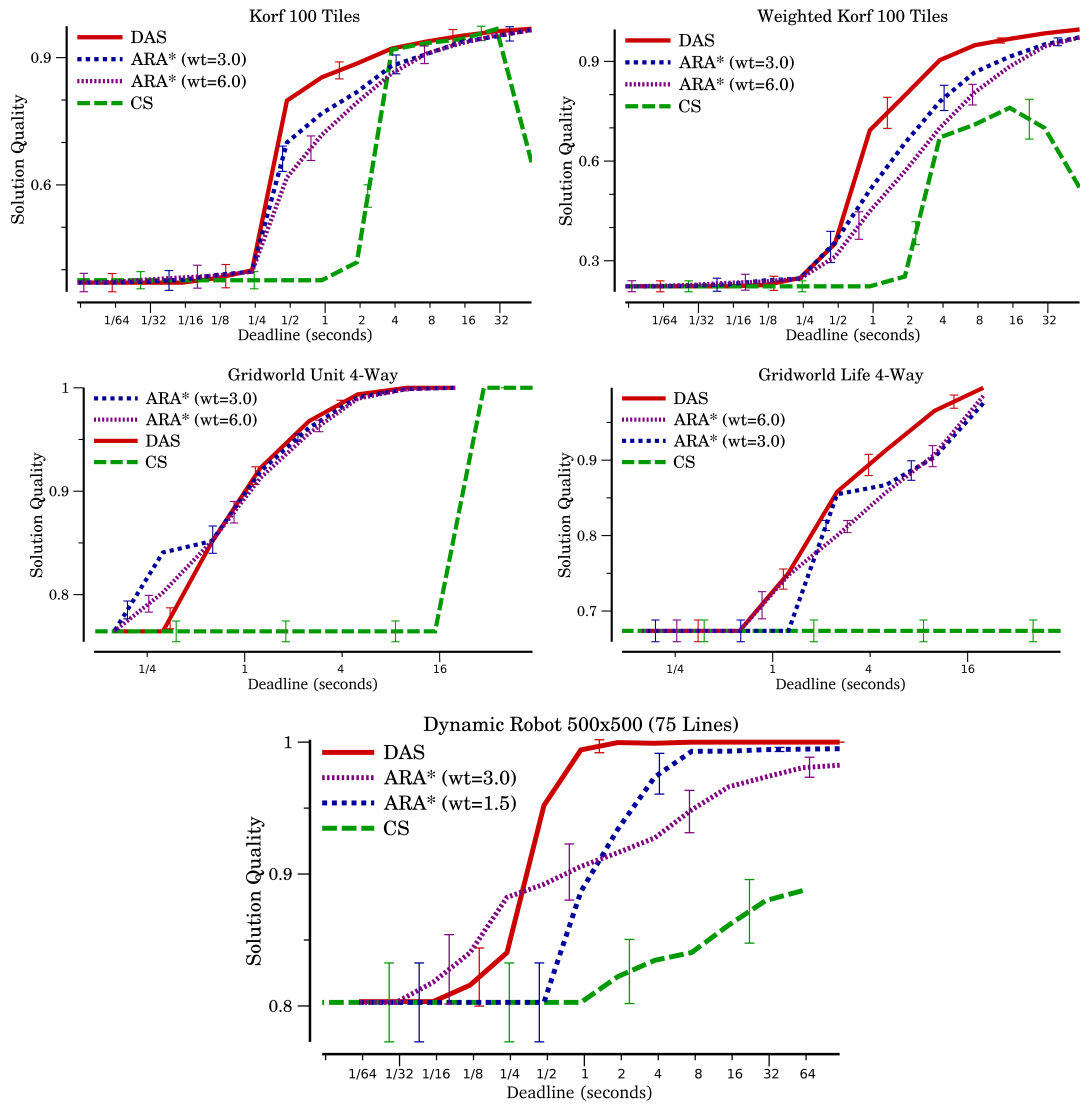 Korf 100 Tiles
DAS
ARA* (wt=3.0)
ARA* (wt=6.0)
CS
0.9
0.6
Solution Quality
1/64 1/32 1/16 1/8 1/4 1/2 1 2 4 8 16 32
Deadline (seconds)
Weighted Korf 100 Tiles
DAS
ARA* (wt=3.0)
ARA* (wt=6.0)
CS
0.9
0.6
0.3
Solution Quality
1/64 1/32 1/16 1/8 1/4 1/2 1 2 4 8 16 32
Deadline (seconds)
Gridworld Unit 4-Way
ARA* (wt=3.0)
ARA* (wt=6.0)
DAS
CS
1
0.9
0.8
Solution Quality
1/4 1 4 16
Deadline (seconds)
Gridworld Life 4-Way
DAS
ARA* (wt=6.0)
ARA* (wt=3.0)
CS
0.9
0.8
0.7
Solution Quality
1/4 1 4 16
Deadline (seconds)
Dynamic Robot 500x500 (75 Lines)
DAS
ARA* (wt=3.0)
ARA* (wt=1.5)
CS
1
0.9
0.8
Solution Quality
1/64 1/32 1/16 1/8 1/4 1/2 1 2 4 8 16 32 64
Deadline (seconds)